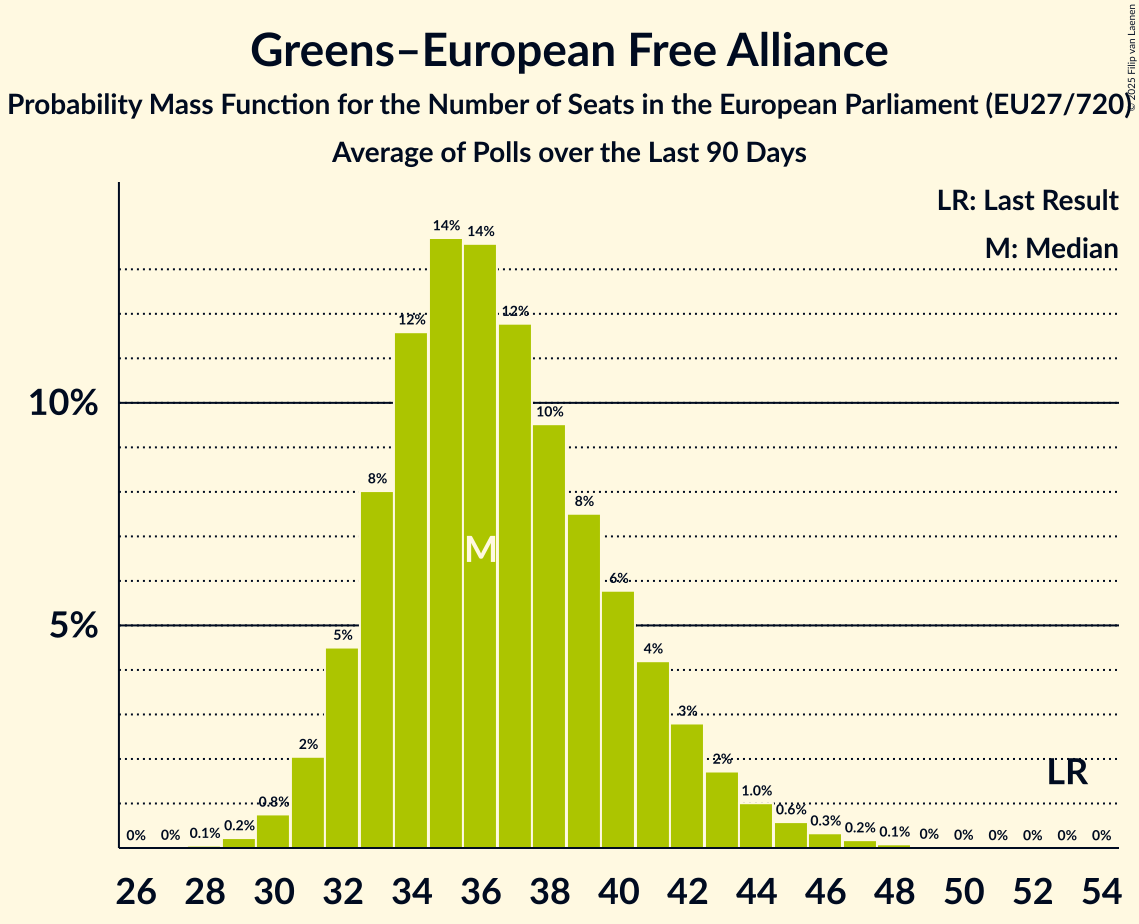 Greens–European Free Alliance
Probability Mass Function for the Number of Seats in the European Parliament (EU27/720)
Average of Polls over the Last 90 Days
© 2025 Filip van Laenen
LR: Last Result
M: Median
10%
5%
0% 0% 0.1% 0.2% 0.8% 2% 5% 8% 12% 14% 14% 12% 10% 8% 6% 4% 3% 2% 1.0% 0.6% 0.3% 0.2% 0.1% 0% 0% 0% 0% 0% 0%
M
LR
26 28 30 32 34 36 38 40 42 44 46 48 50 52 54